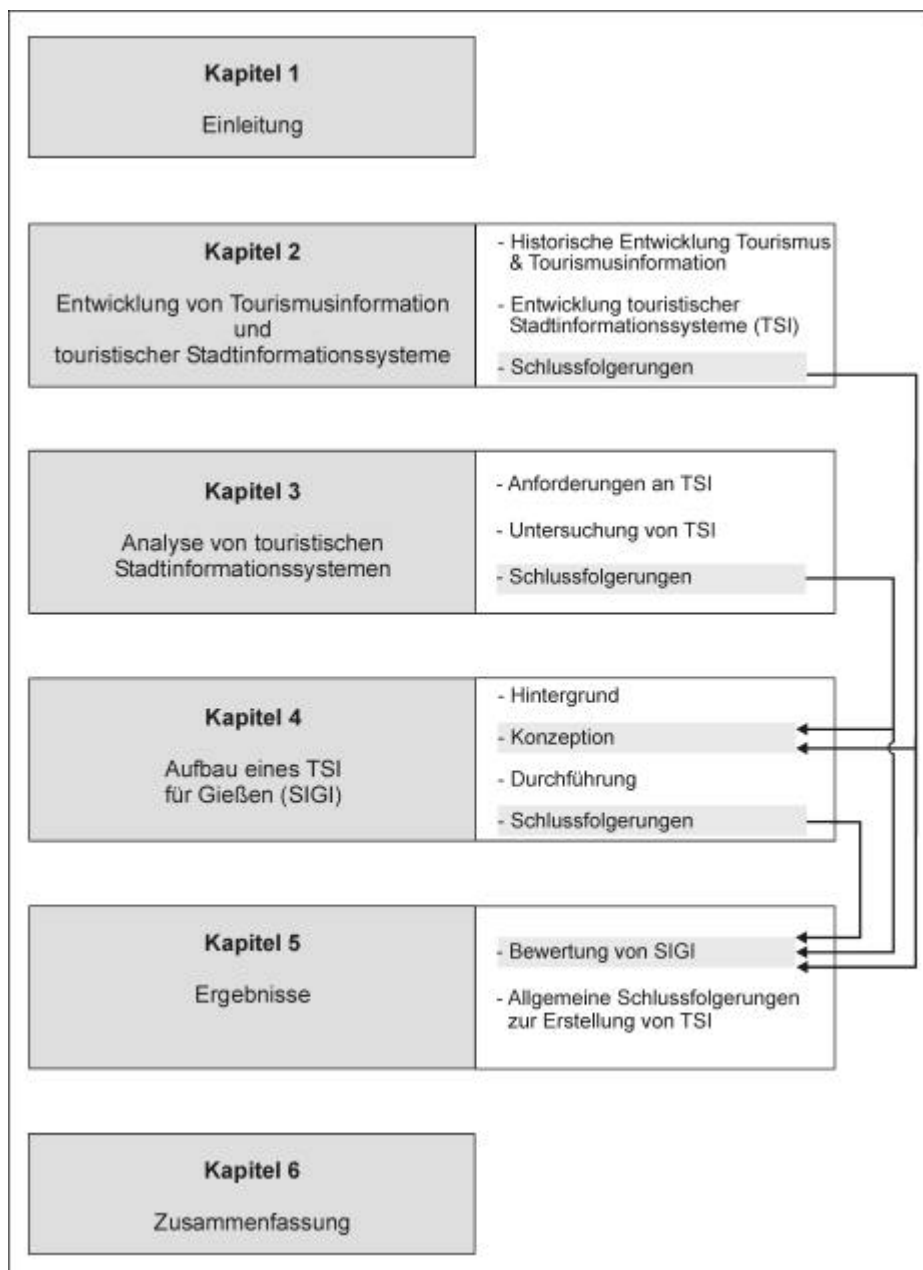 Kapitel 1
Einleitung
Kapitel 2
Entwicklung von Tourismusinformation
und
touristischer Stadtinformationssysteme
- Historische Entwicklung Tourismus
& Tourismusinformation
- Entwicklung touristischer
Stadtinformationssysteme (TSI)
- Schlussfolgerungen
Kapitel 3
Analyse von touristischen
Stadtinformationssystemen
- Anforderungen an TSI
- Untersuchung von TSI
- Schlussfolgerungen
Kapitel 4
Aufbau eines TSI
für Gießen (SIGI)
- Hintergrund
- Konzeption
- Durchführung
- Schlussfolgerungen
Kapitel 5
Ergebnisse
- Bewertung von SIGI
- Allgemeine Schlussfolgerungen
zur Erstellung von TSI
Kapitel 6
Zusammenfassung